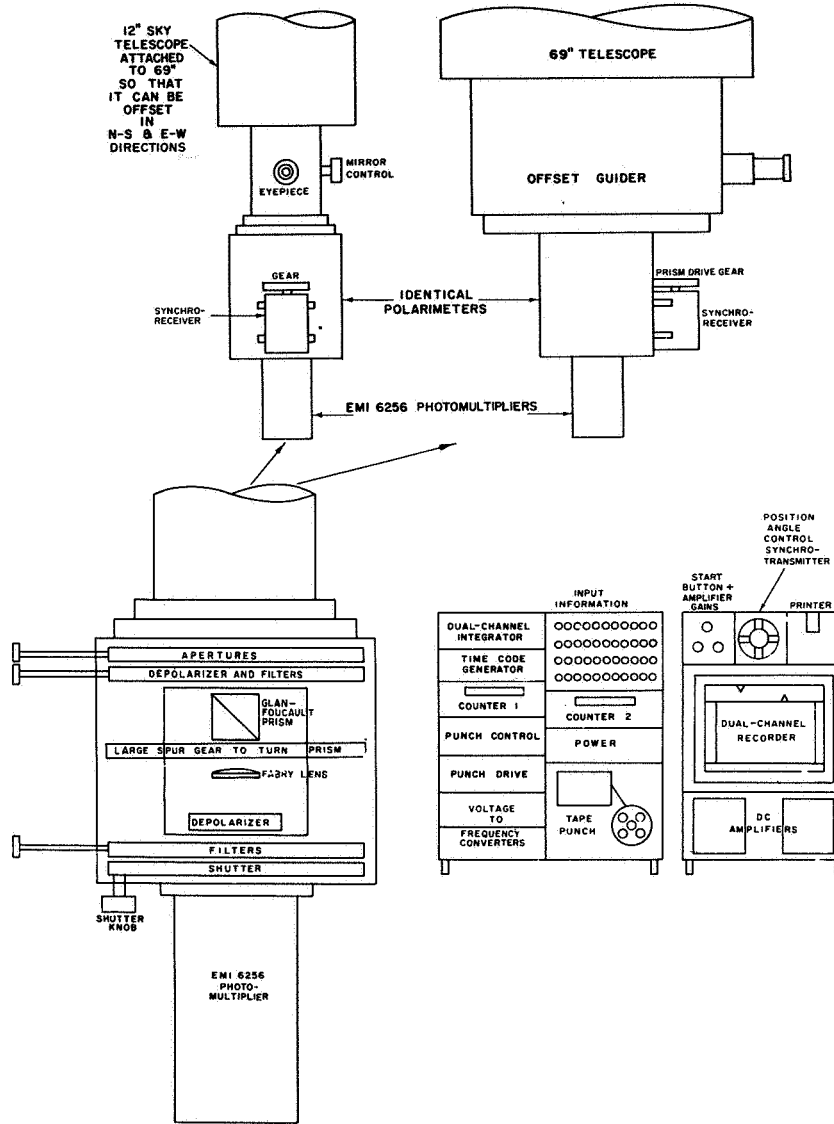 12" SKY
TELESCOPE
ATTACHED
TO 69"
SO THAT
IT CAN BE
OFFSET
IN
N-S & E-W
DIRECTIONS
69" TELESCOPE
MIRROR
CONTROL
EYEPIECE
OFFSET GUIDER
GEAR
SYNCHRO-
RECEIVER
IDENTICAL
POLARIMETERS
PRISM DRIVE GEAR
SYNCHRO-
RECEIVER
EMI 6256 PHOTOMULTIPLIERS
APERTURES
DEPOLARIZER AND FILTERS
GLAN-
FOUCAULT
PRISM
LARGE SPUR GEAR TO TURN PRISM
FABRY LENS
DEPOLARIZER
FILTERS
SHUTTER
SHUTTER
KNOB
EMI 6256
PHOTO-
MULTIPLIER
INPUT
INFORMATION
DUAL-CHANNEL
INTEGRATOR
TIME CODE
GENERATOR
COUNTER 1
COUNTER 2
PUNCH CONTROL
POWER
PUNCH DRIVE
VOLTAGE
TO
FREQUENCY
CONVERTERS
TAPE
PUNCH
POSITION
ANGLE
CONTROL
SYNCHRO-
TRANSMITTER
START
BUTTON +
AMPLIFIER
GAINS
PRINTER
DUAL-CHANNEL
RECORDER
DC
AMPLIFIERS